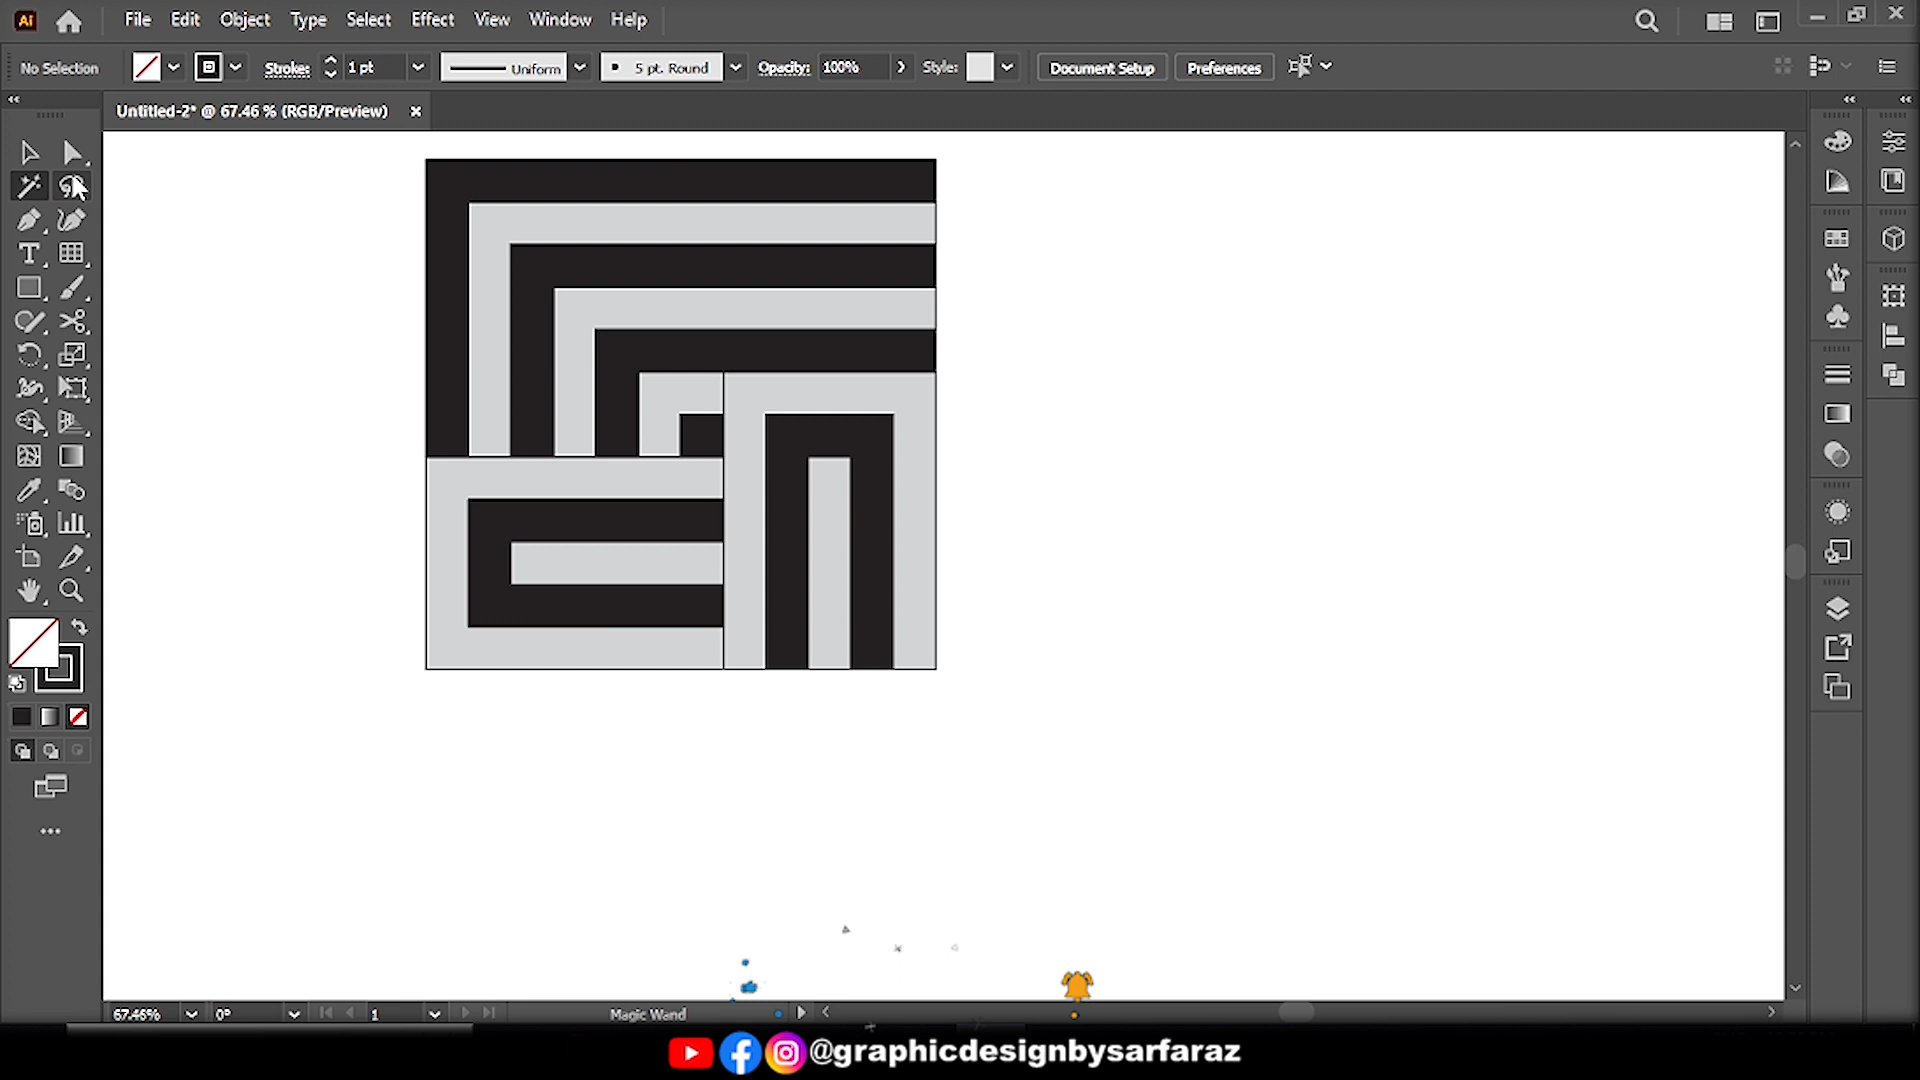 Ai File Edit Object Type Select Effect View Window Help
No Selection Stroke: 1 pt Uniform 5 pt. Round Opacity: 100% Style: Document Setup Preferences
Untitled-2* @ 67.46 % (RGB/Preview)
67.46% 0° 1 Magic Wand
@graphicdesignbysarfaraz